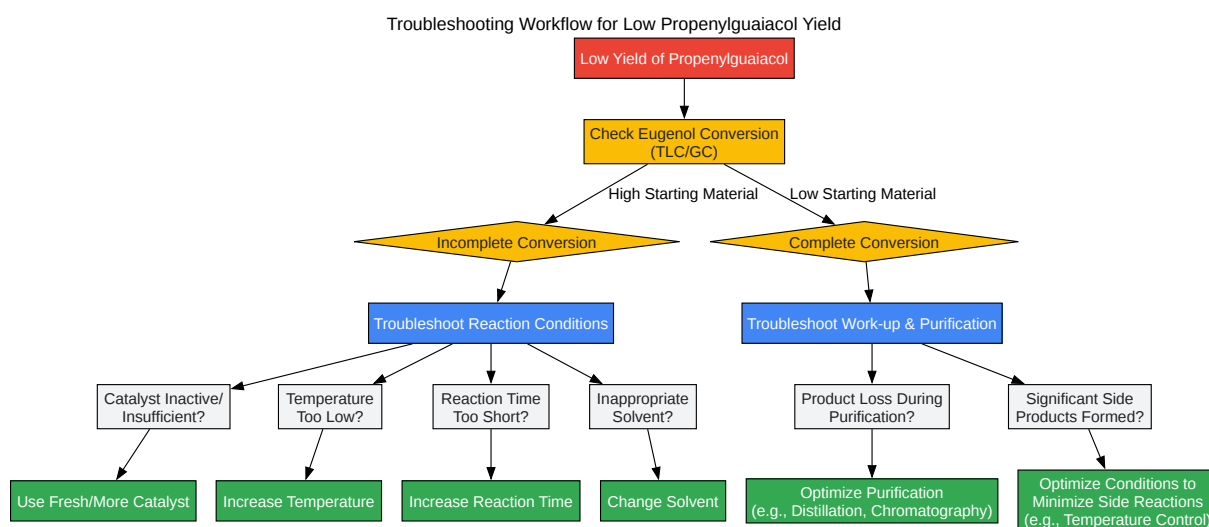 Troubleshooting Workflow for Low Propenylguaiacol Yield
Low Yield of Propenylguaiacol
Check Eugenol Conversion
(TLC/GC)
High Starting Material
Low Starting Material
Incomplete Conversion
Complete Conversion
Troubleshoot Reaction Conditions
Troubleshoot Work-up & Purification
Catalyst Inactive/
Insufficient?
Temperature
Too Low?
Reaction Time
Too Short?
Inappropriate
Solvent?
Product Loss During
Purification?
Significant Side
Products Formed?
Use Fresh/More Catalyst
Increase Temperature
Increase Reaction Time
Change Solvent
Optimize Purification
(e.g., Distillation, Chromatography)
Optimize Conditions to
Minimize Side Reactions
(e.g., Temperature Control)